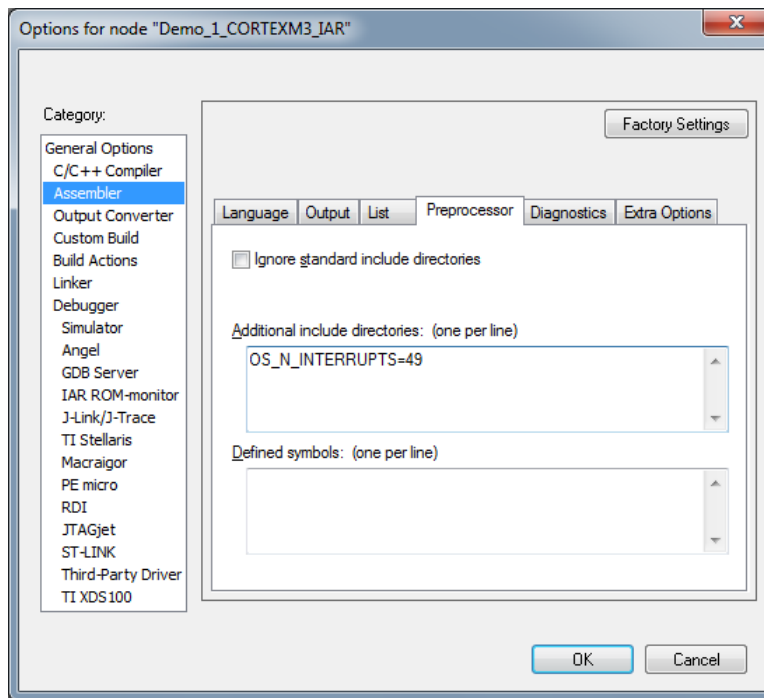 Options for node "Demo_1_CORTEXM3_IAR"
Category:
Factory Settings
General Options
C/C++ Compiler
Assembler
Output Converter
Custom Build
Build Actions
Linker
Debugger
Simulator
Angel
GDB Server
IAR ROM-monitor
J-Link/J-Trace
TI Stellaris
Macraigor
PE micro
RDI
JTAGjet
ST-LINK
Third-Party Driver
TI XDS100
Language Output List Preprocessor Diagnostics Extra Options
Ignore standard include directories
Additional include directories: (one per line)
OS_N_INTERRUPTS=49
Defined symbols: (one per line)
OK Cancel